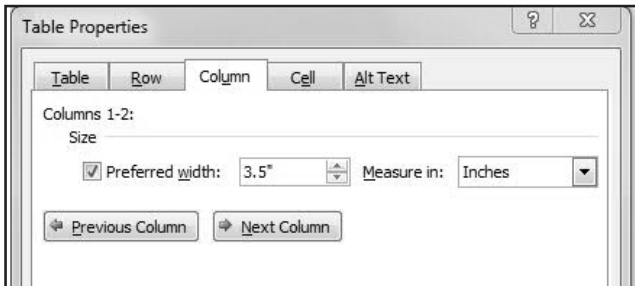 Table Properties
Table Row Column Cell Alt Text
Columns 1-2:
Size
Preferred width: 3.5" Measure in: Inches
Previous Column Next Column